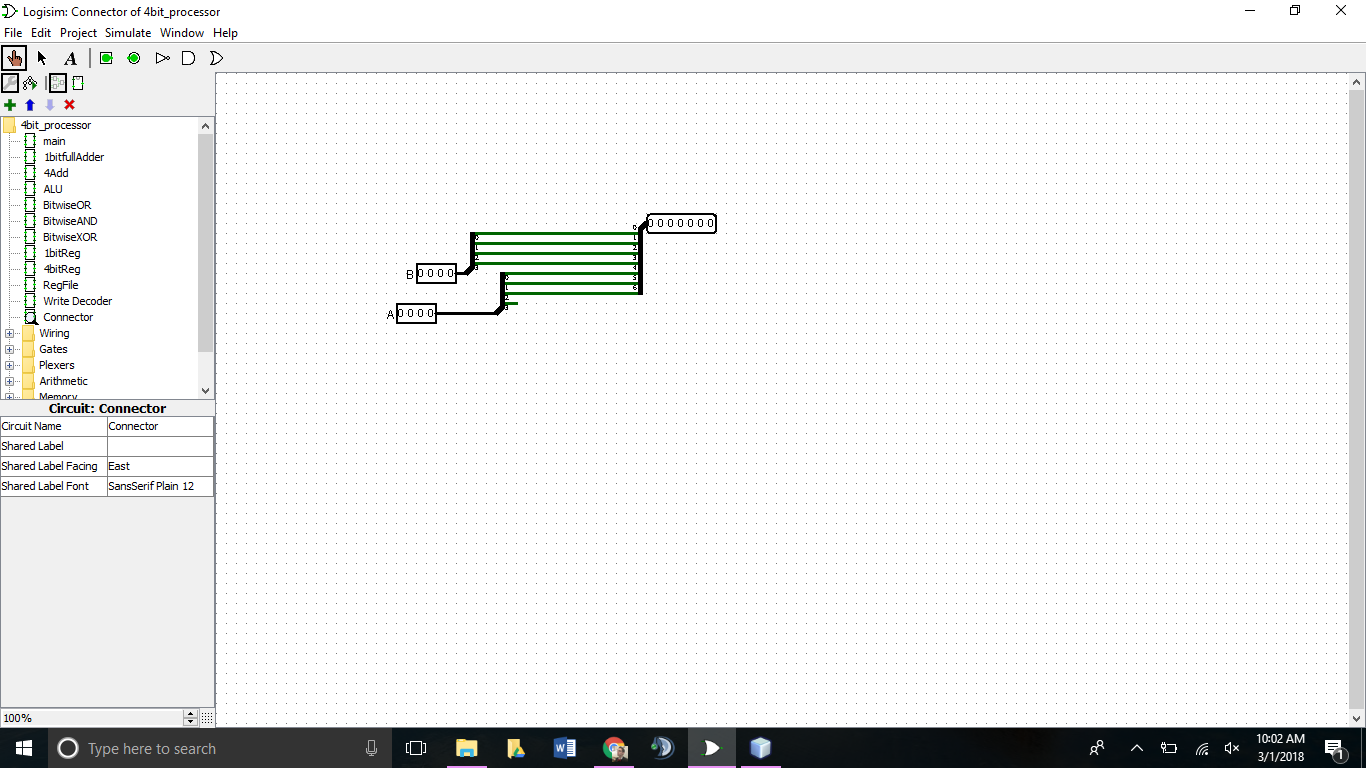 Logisim: Connector of 4bit_processor
File Edit Project Simulate Window Help
A
4bit_processor
main
1bitfullAdder
4Add
ALU
BitwiseOR
BitwiseAND
BitwiseXOR
1bitReg
4bitReg
RegFile
Write Decoder
Connector
Wiring
Gates
Plexers
Arithmetic
Memory
Circuit: Connector
Circuit Name Connector
Shared Label
Shared Label Facing East
Shared Label Font SansSerif Plain 12
100%
0 0 0 0 0 0 0
0
1
2
3
4
5
6
B 0 0 0 0
0
1
2
3
A 0 0 0 0
0
1
2
3
Type here to search
W
10:02 AM
3/1/2018
1